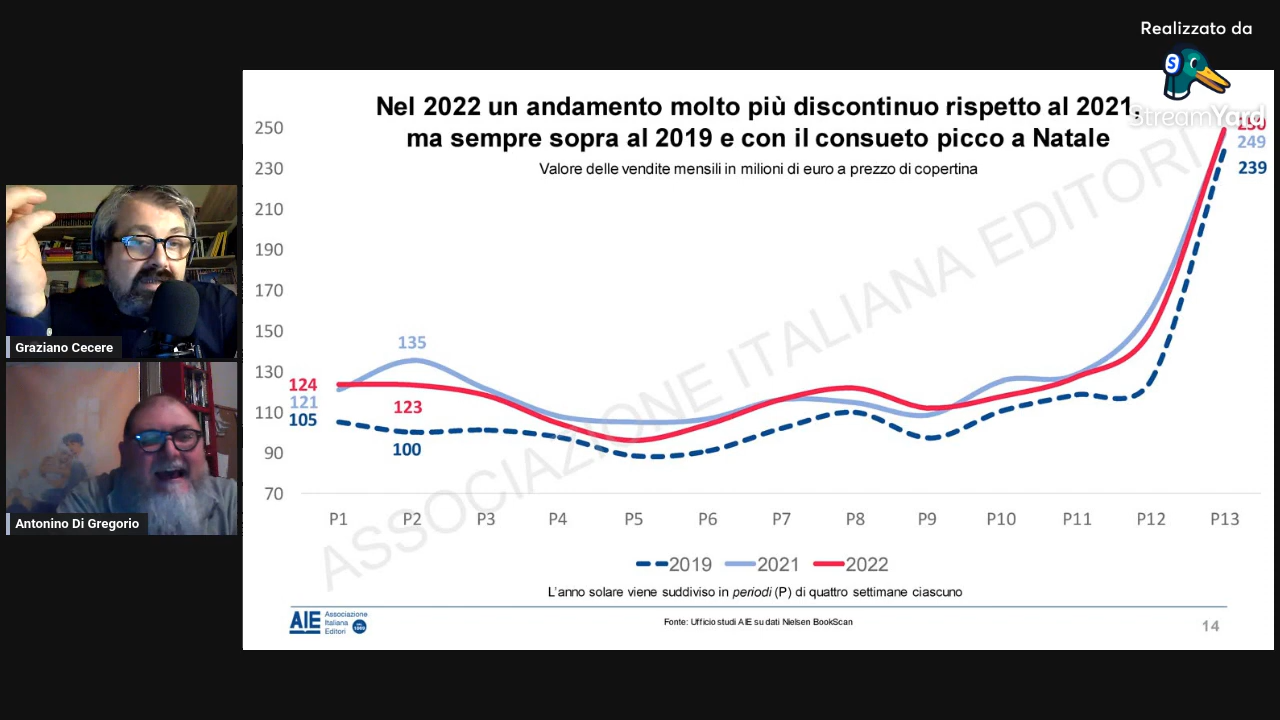 Realizzato da
StreamYard
Nel 2022 un andamento molto più discontinuo rispetto al 2021,
ma sempre sopra al 2019 e con il consueto picco a Natale
Valore delle vendite mensili in milioni di euro a prezzo di copertina
250
230
210
190
170
150
130
110
90
70
250
249
239
124
121
105
135
123
100
ASSOCIAZIONE ITALIANA EDITORI
P1 P2 P3 P4 P5 P6 P7 P8 P9 P10 P11 P12 P13
2019 2021 2022
L'anno solare viene suddiviso in periodi (P) di quattro settimane ciascuno
AIE Associazione
Italiana
Editori
Fonte: Ufficio studi AIE su dati Nielsen BookScan
14
Graziano Cecere
Antonino Di Gregorio